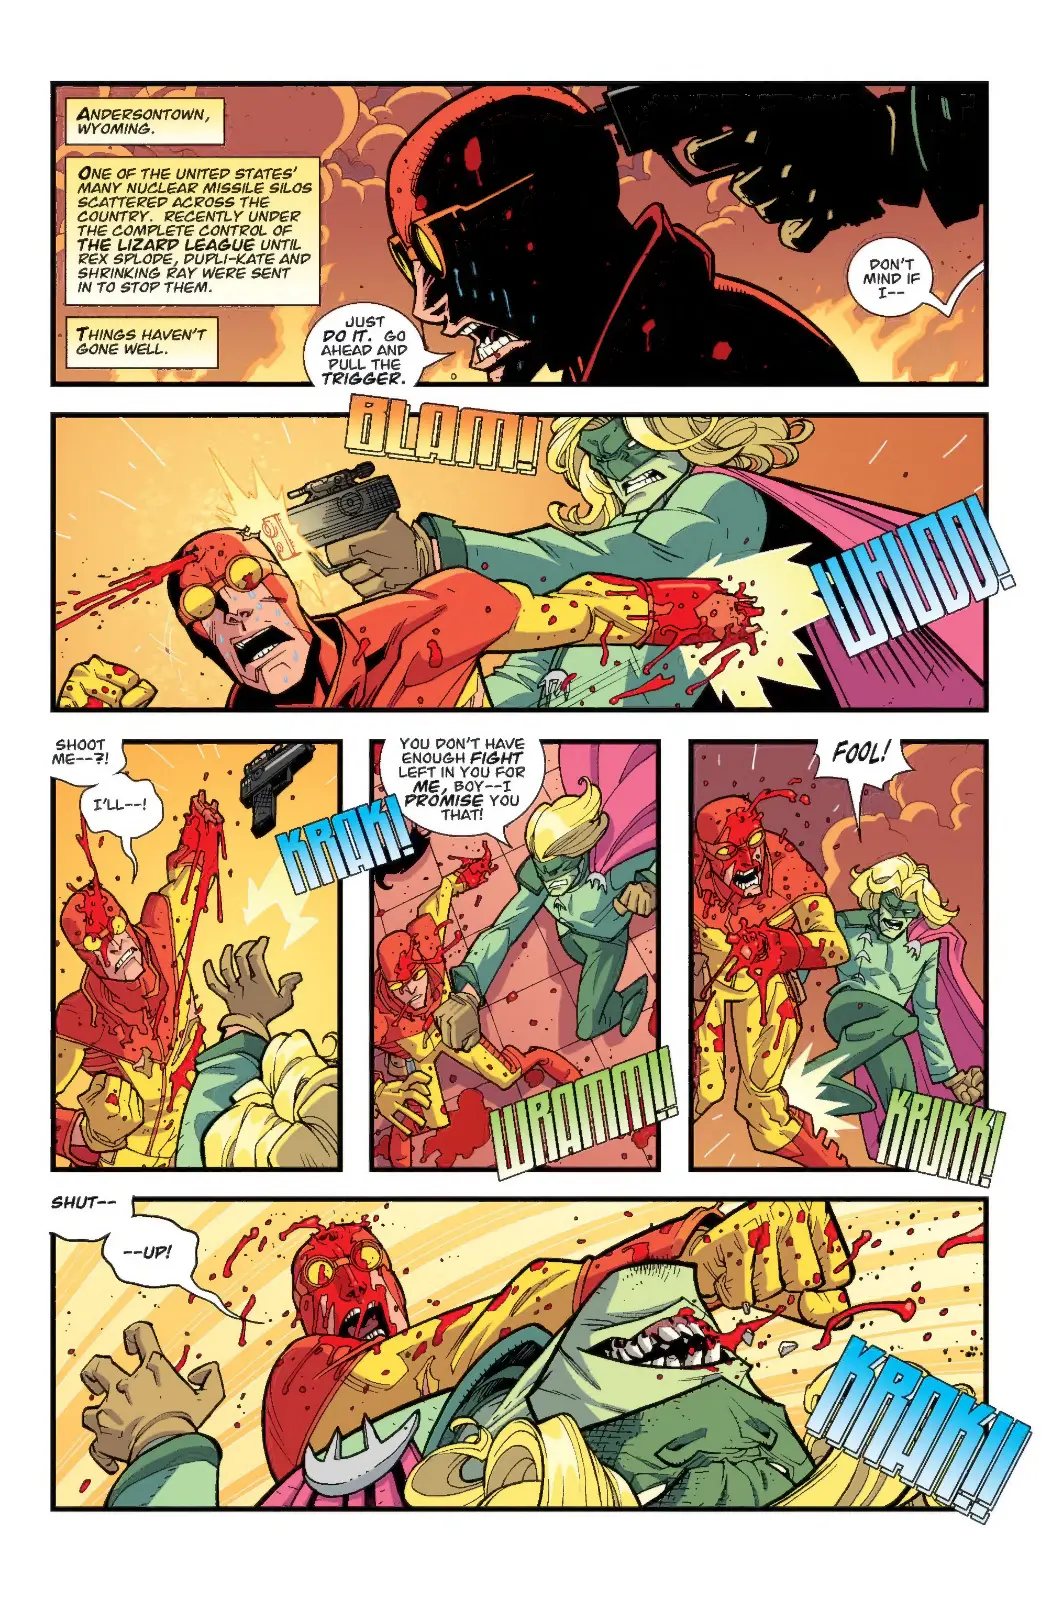 ANDERSONTOWN,
WYOMING.
ONE OF THE UNITED STATES'
MANY NUCLEAR MISSILE SILOS
SCATTERED ACROSS THE
COUNTRY. RECENTLY UNDER
THE COMPLETE CONTROL OF
THE LIZARD LEAGUE UNTIL
REX SPLODE, DUPLI-KATE AND
SHRINKING RAY WERE SENT
IN TO STOP THEM.
THINGS HAVEN'T
GONE WELL.
JUST
DO IT. GO
AHEAD AND
PULL THE
TRIGGER.
DON'T
MIND IF
I--
BLAM!
WHUDD!
SHOOT
ME--?!
I'LL--!
KRAK!
YOU DON'T HAVE
ENOUGH FIGHT
LEFT IN YOU FOR
ME, BOY--I
PROMISE YOU
THAT!
WRAMM!!
FOOL!
KRUKK!
SHUT--
--UP!
KRAK!!